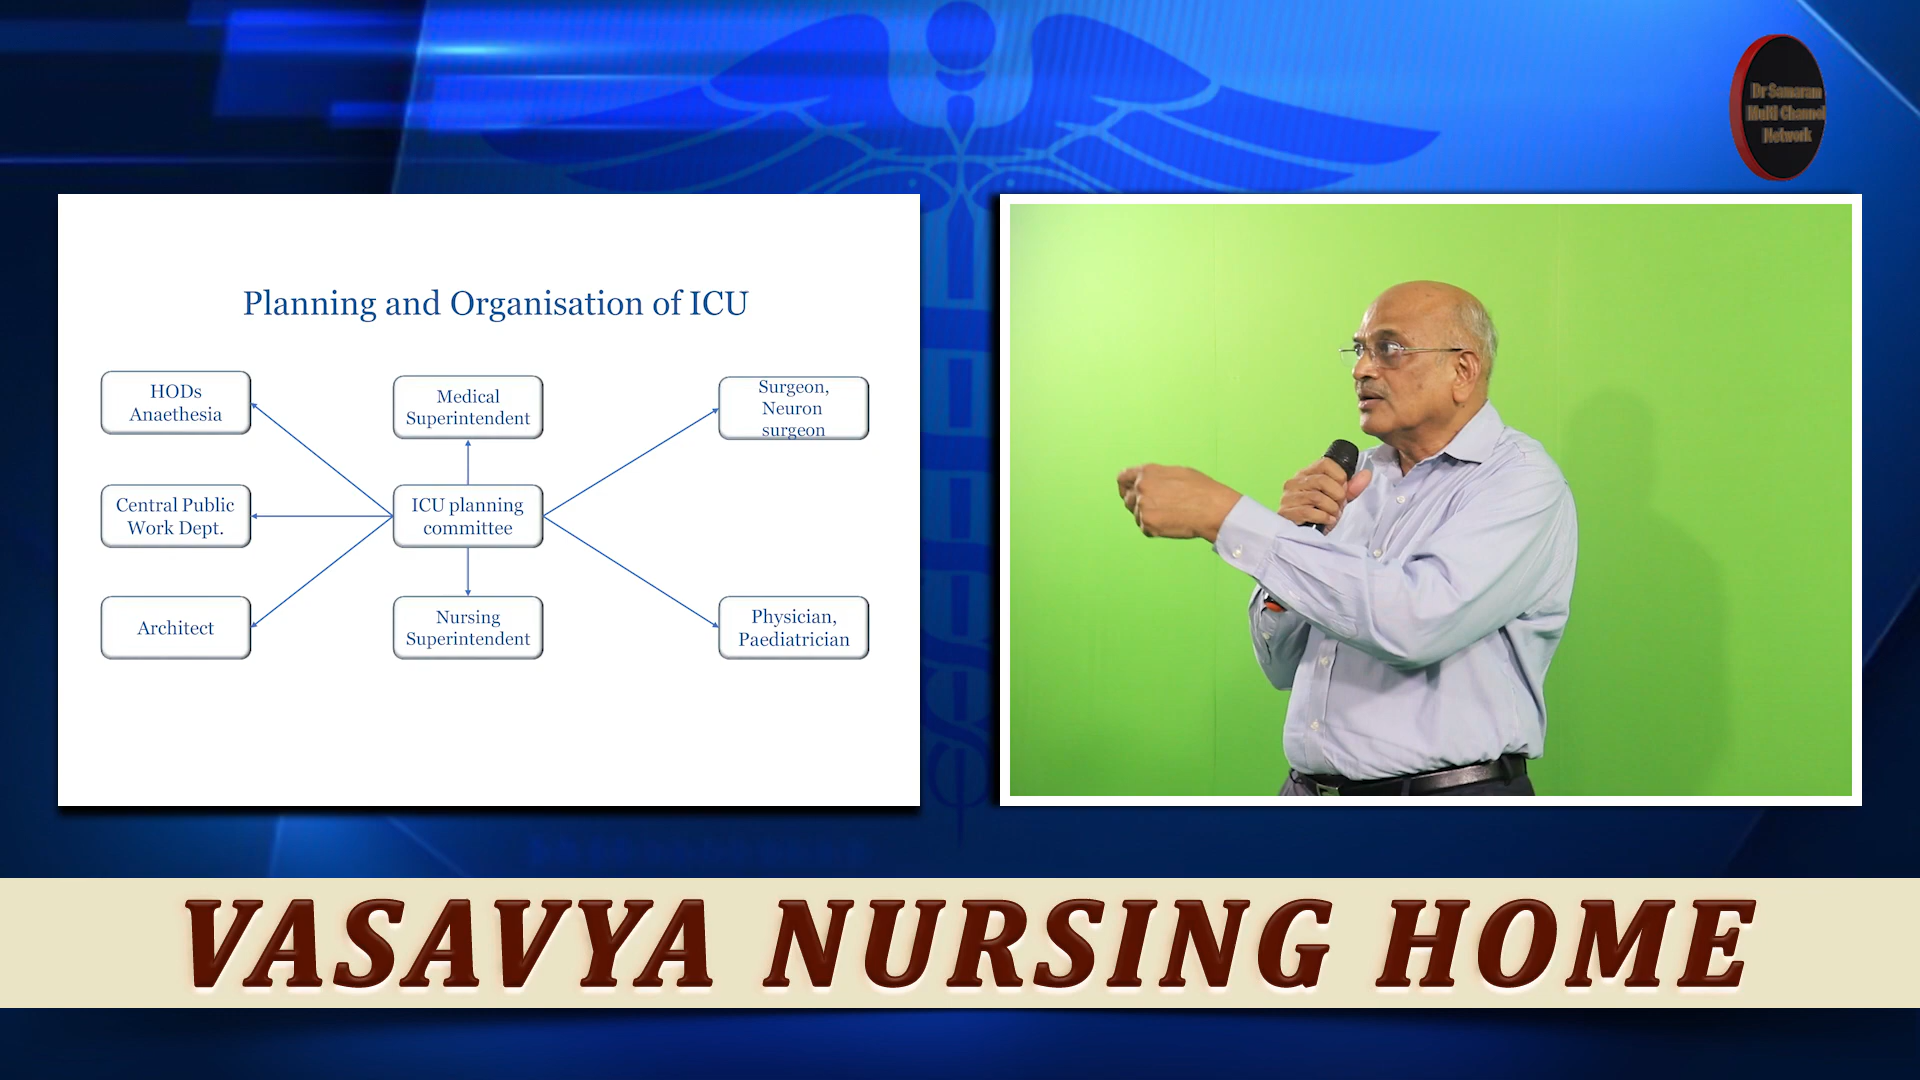 Dr Samaram
Multi Channel
Network
Planning and Organisation of ICU
HODs
Anaethesia
Medical
Superintendent
Surgeon,
Neuron
surgeon
Central Public
Work Dept.
ICU planning
committee
Architect
Nursing
Superintendent
Physician,
Paediatrician
VASAVYA NURSING HOME